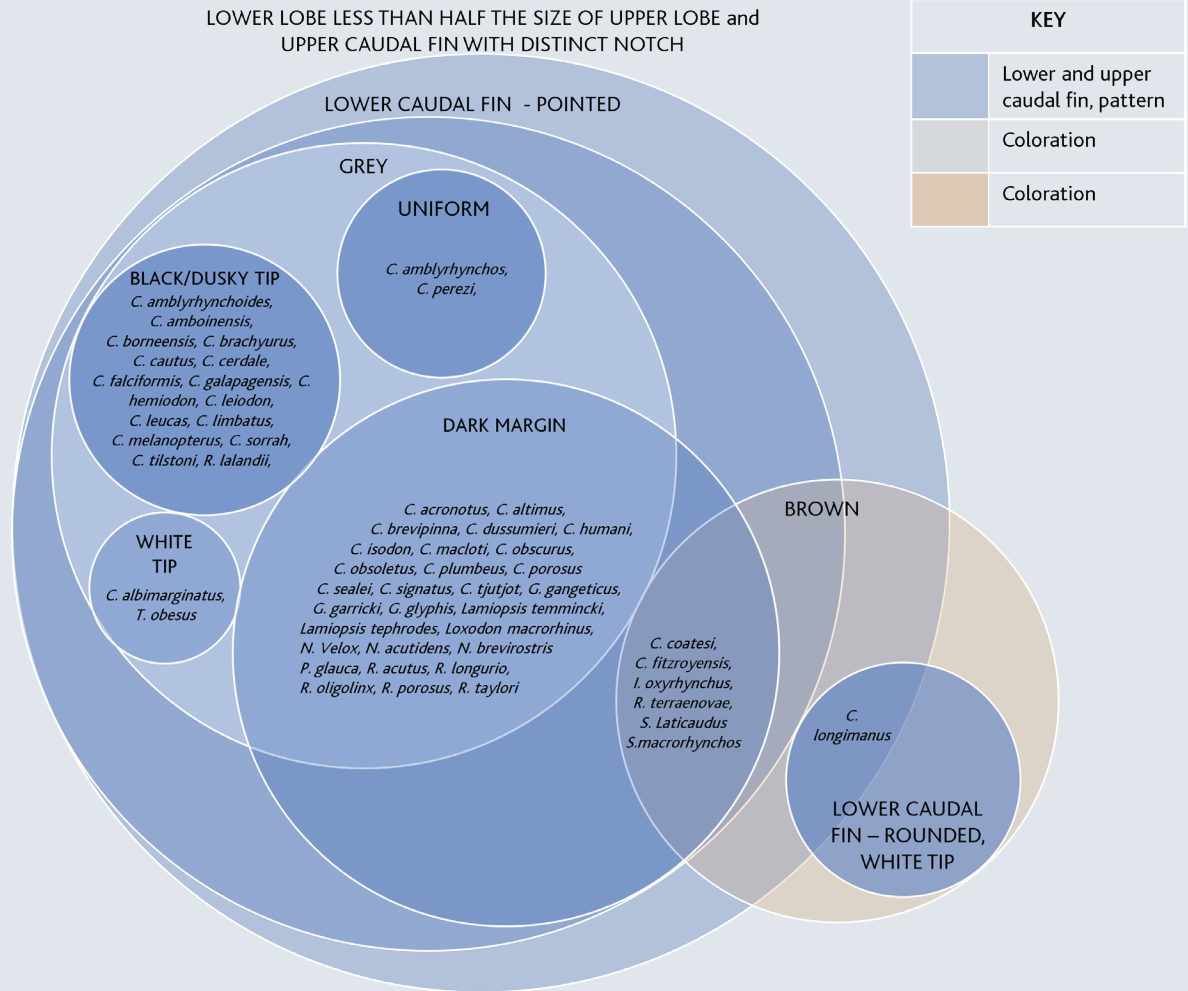 LOWER LOBE LESS THAN HALF THE SIZE OF UPPER LOBE and
UPPER CAUDAL FIN WITH DISTINCT NOTCH
KEY
Lower and upper
caudal fin, pattern
Coloration
Coloration
LOWER CAUDAL FIN - POINTED
GREY
UNIFORM
C. amblyrhynchos,
C. perezi,
BLACK/DUSKY TIP
C. amblyrhynchoides,
C. amboinensis,
C. borneensis, C. brachyurus,
C. cautus, C. cerdale,
C. falciformis, C. galapagensis, C.
hemiodon, C. leiodon,
C. leucas, C. limbatus,
C. melanopterus, C. sorrah,
C. tilstoni, R. lalandii,
WHITE
TIP
C. albimarginatus,
T. obesus
DARK MARGIN
C. acronotus, C. altimus,
C. brevipinna, C. dussumieri, C. humani,
C. isodon, C. macloti, C. obscurus,
C. obsoletus, C. plumbeus, C. porosus
C. sealei, C. signatus, C. tjutjot, G. gangeticus,
G. garricki, G. glyphis, Lamiopsis temmincki,
Lamiopsis tephrodes, Loxodon macrorhinus,
N. Velox, N. acutidens, N. brevirostris
P. glauca, R. acutus, R. longurio,
R. oligolinx, R. porosus, R. taylori
BROWN
C. coatesi,
C. fitzroyensis,
I. oxyrhynchus,
R. terraenovae,
S. Laticaudus
S.macrorhynchos
C.
longimanus
LOWER CAUDAL
FIN – ROUNDED,
WHITE TIP